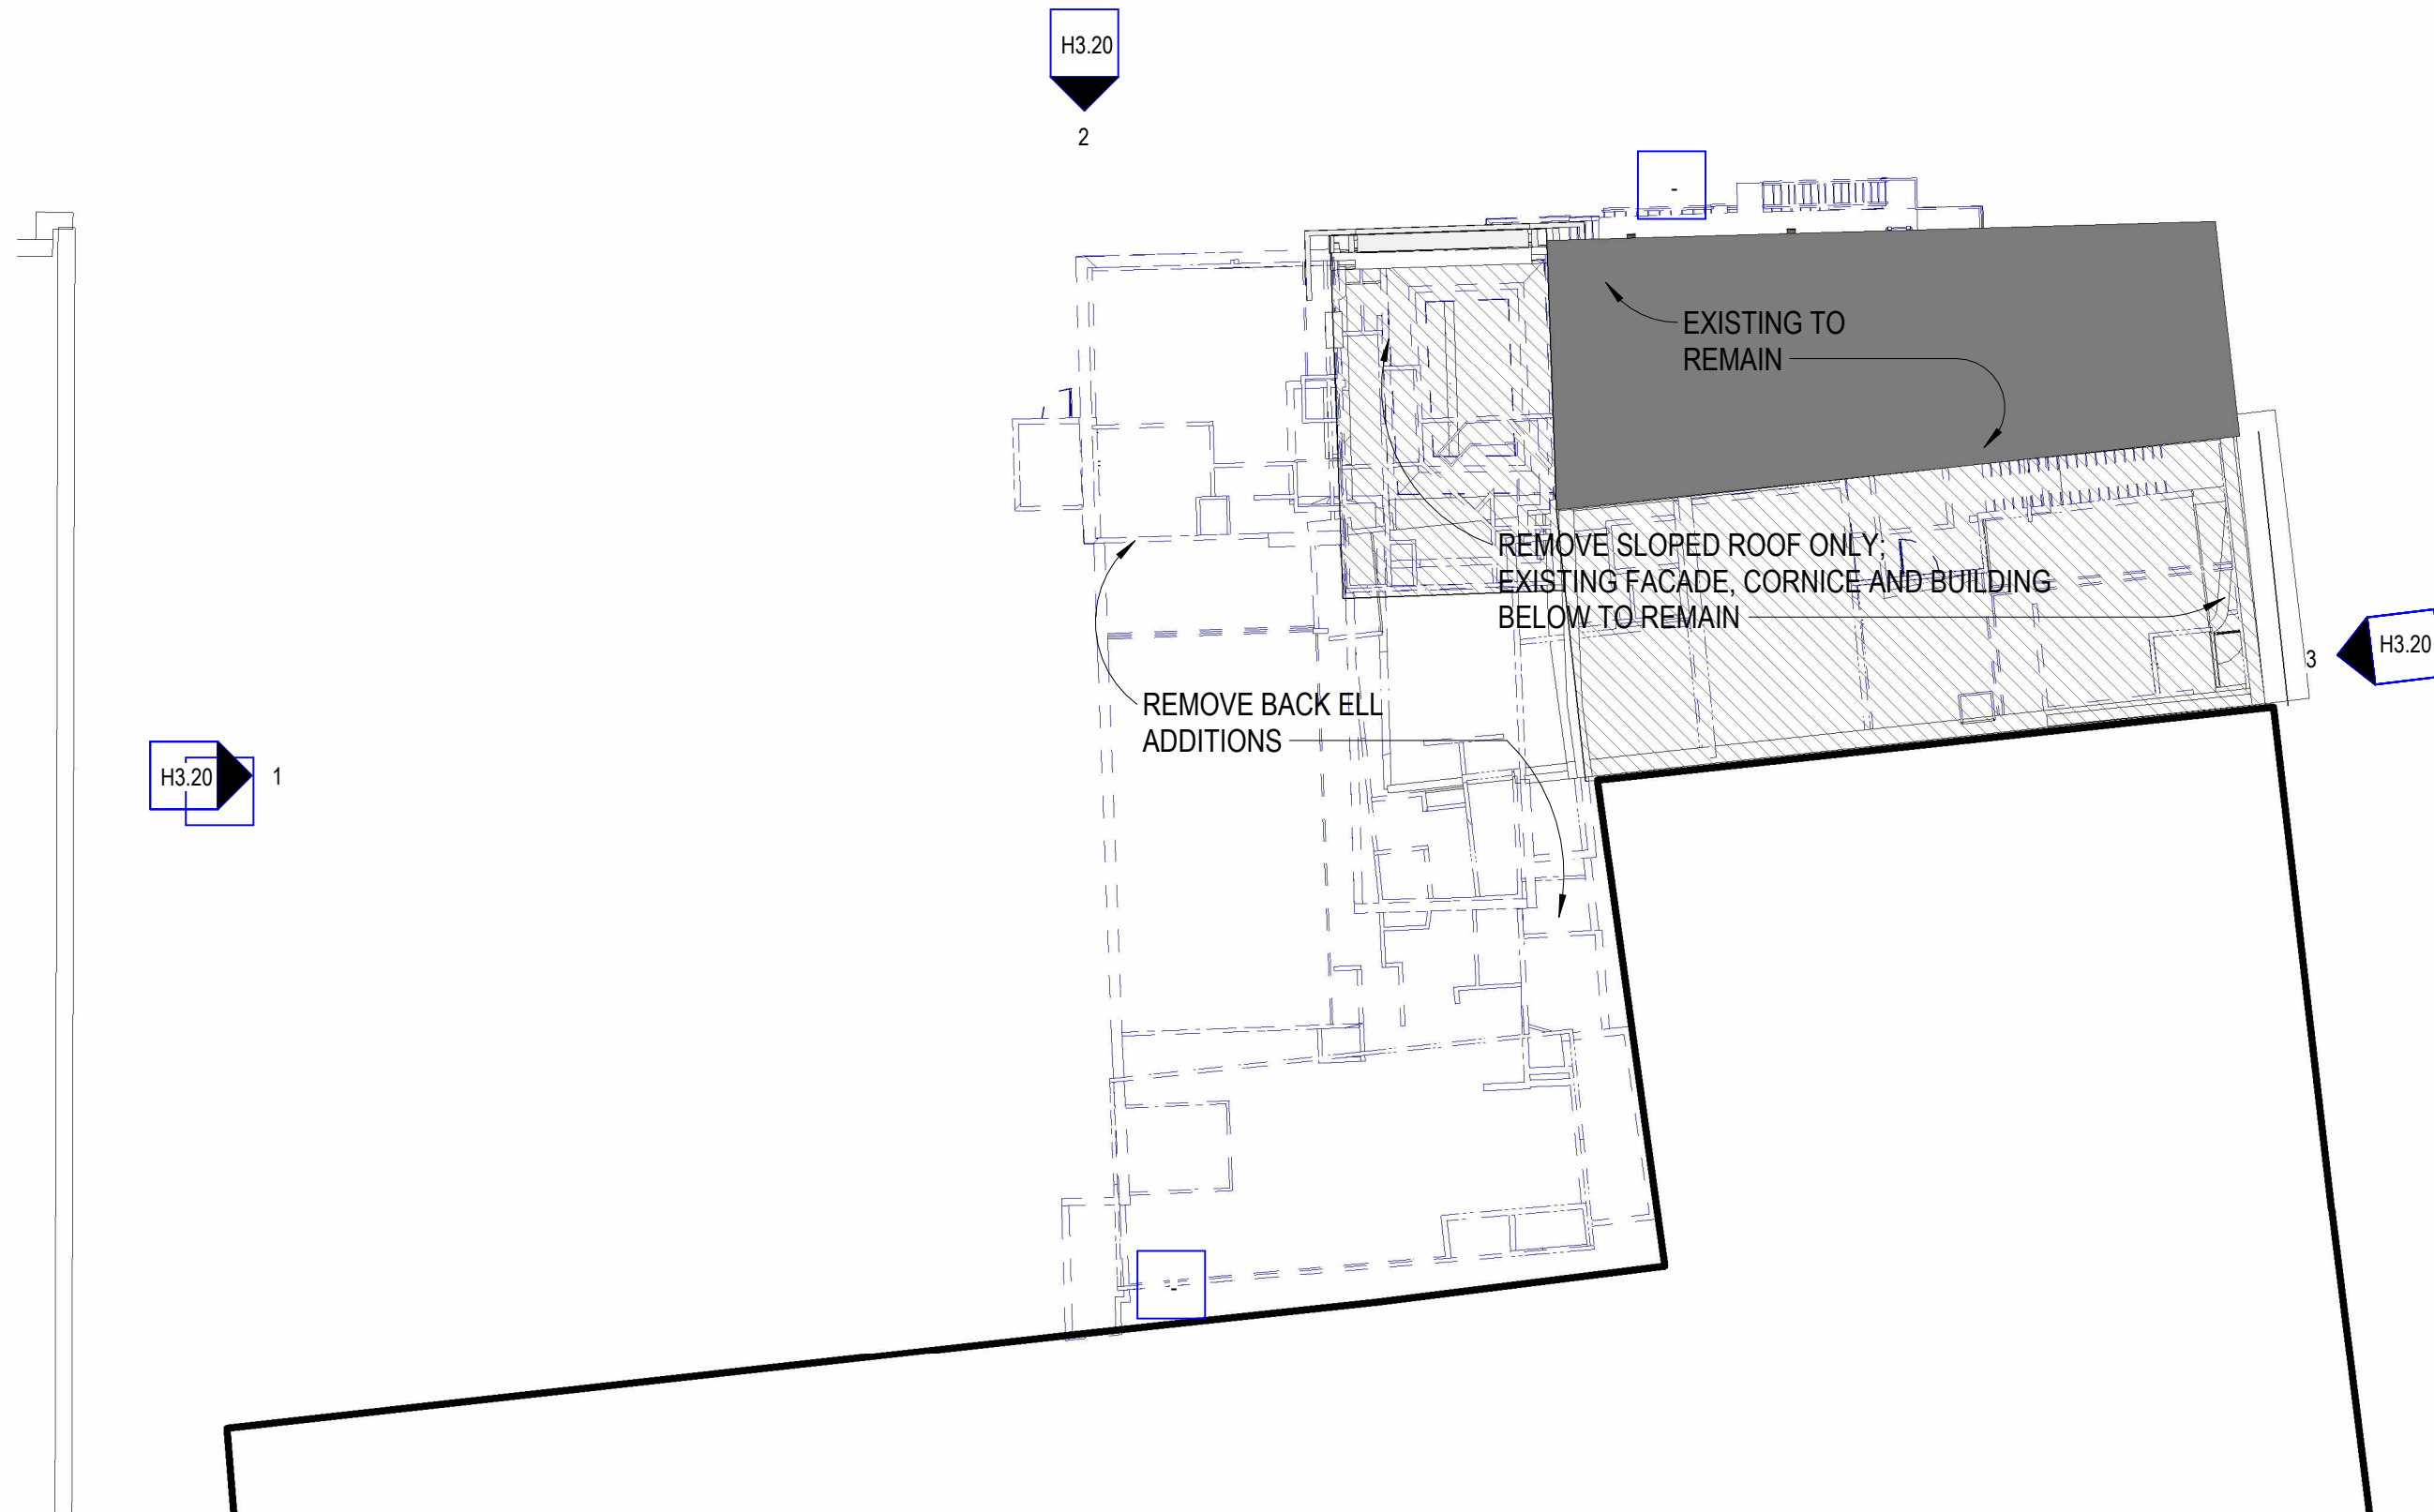 H3.20
2
-
EXISTING TO
REMAIN
REMOVE SLOPED ROOF ONLY;
EXISTING FACADE, CORNICE AND BUILDING
BELOW TO REMAIN
H3.20
3
REMOVE BACK ELL
ADDITIONS
H3.20
1
-